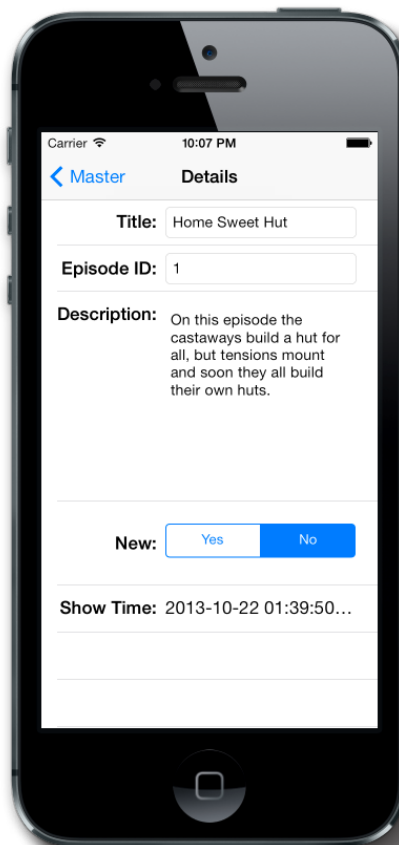 Carrier 10:07 PM
Master Details
Title: Home Sweet Hut
Episode ID: 1
Description: On this episode the
castaways build a hut for
all, but tensions mount
and soon they all build
their own huts.
New: Yes No
Show Time: 2013-10-22 01:39:50...